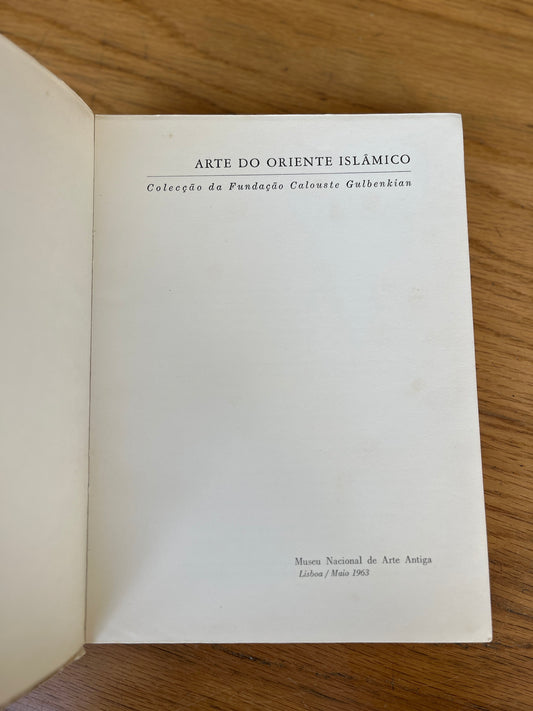 ARTE DO ORIENTE ISLÂMICO
Colecção da Fundação Calouste Gulbenkian
Museu Nacional de Arte Antiga
Lisboa / Maio 1963